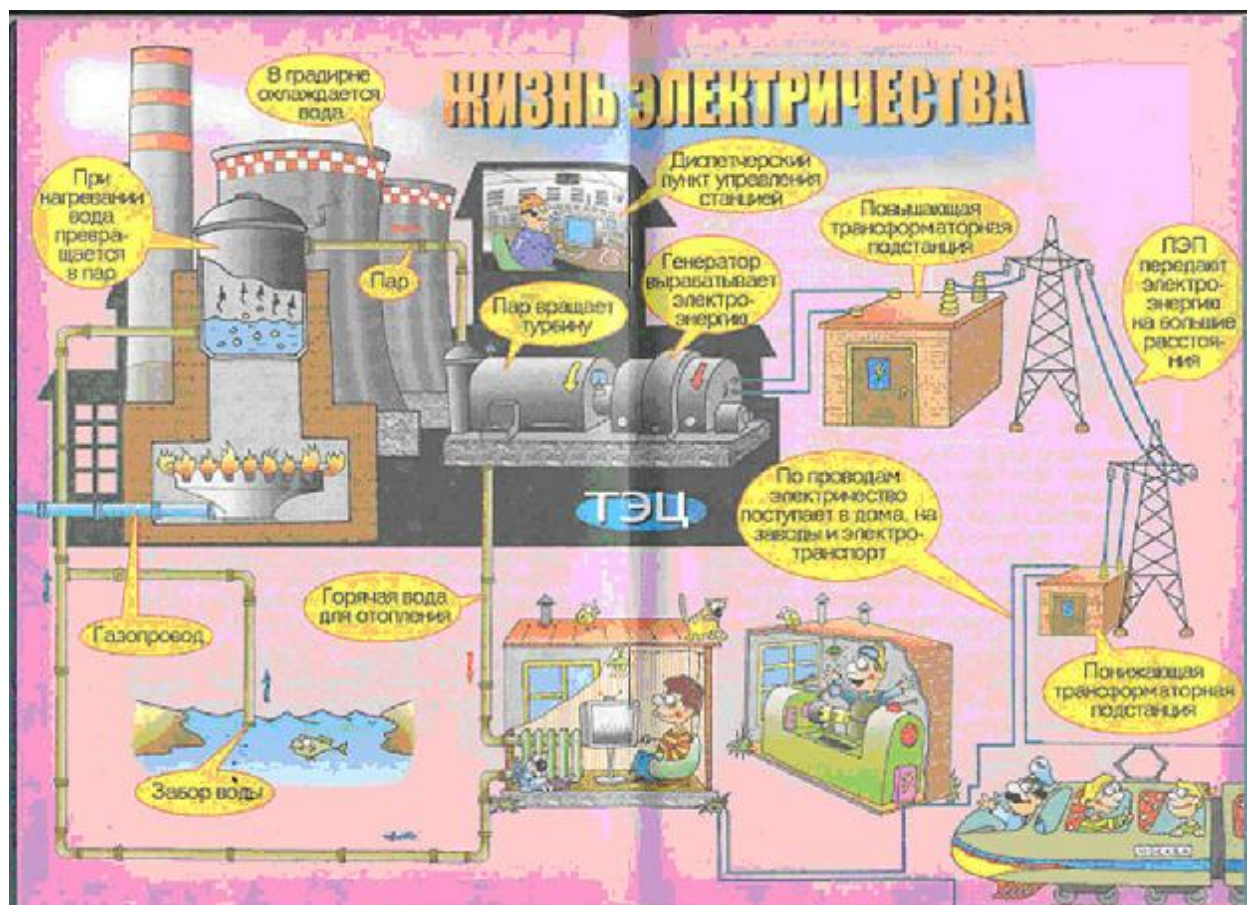 ЖИЗНЬ ЭЛЕКТРИЧЕСТВА
В градирне
охлаждается
вода
При
нагревании
вода
превра-
щается
в пар
Пар
Диспетчерский
пункт управления
станцией
Пар вращает
турбину
Генератор
вырабатывает
электро-
энергию
Повышающая
трансформаторная
подстанция
ЛЭП
передают
электро-
энергию
на большие
расстоя-
ния
ТЭЦ
По проводам
электричество
поступает в дома, на
заводы и электро-
транспорт
Газопровод
Горячая вода
для отопления
Забор воды
Понижающая
трансформаторная
подстанция